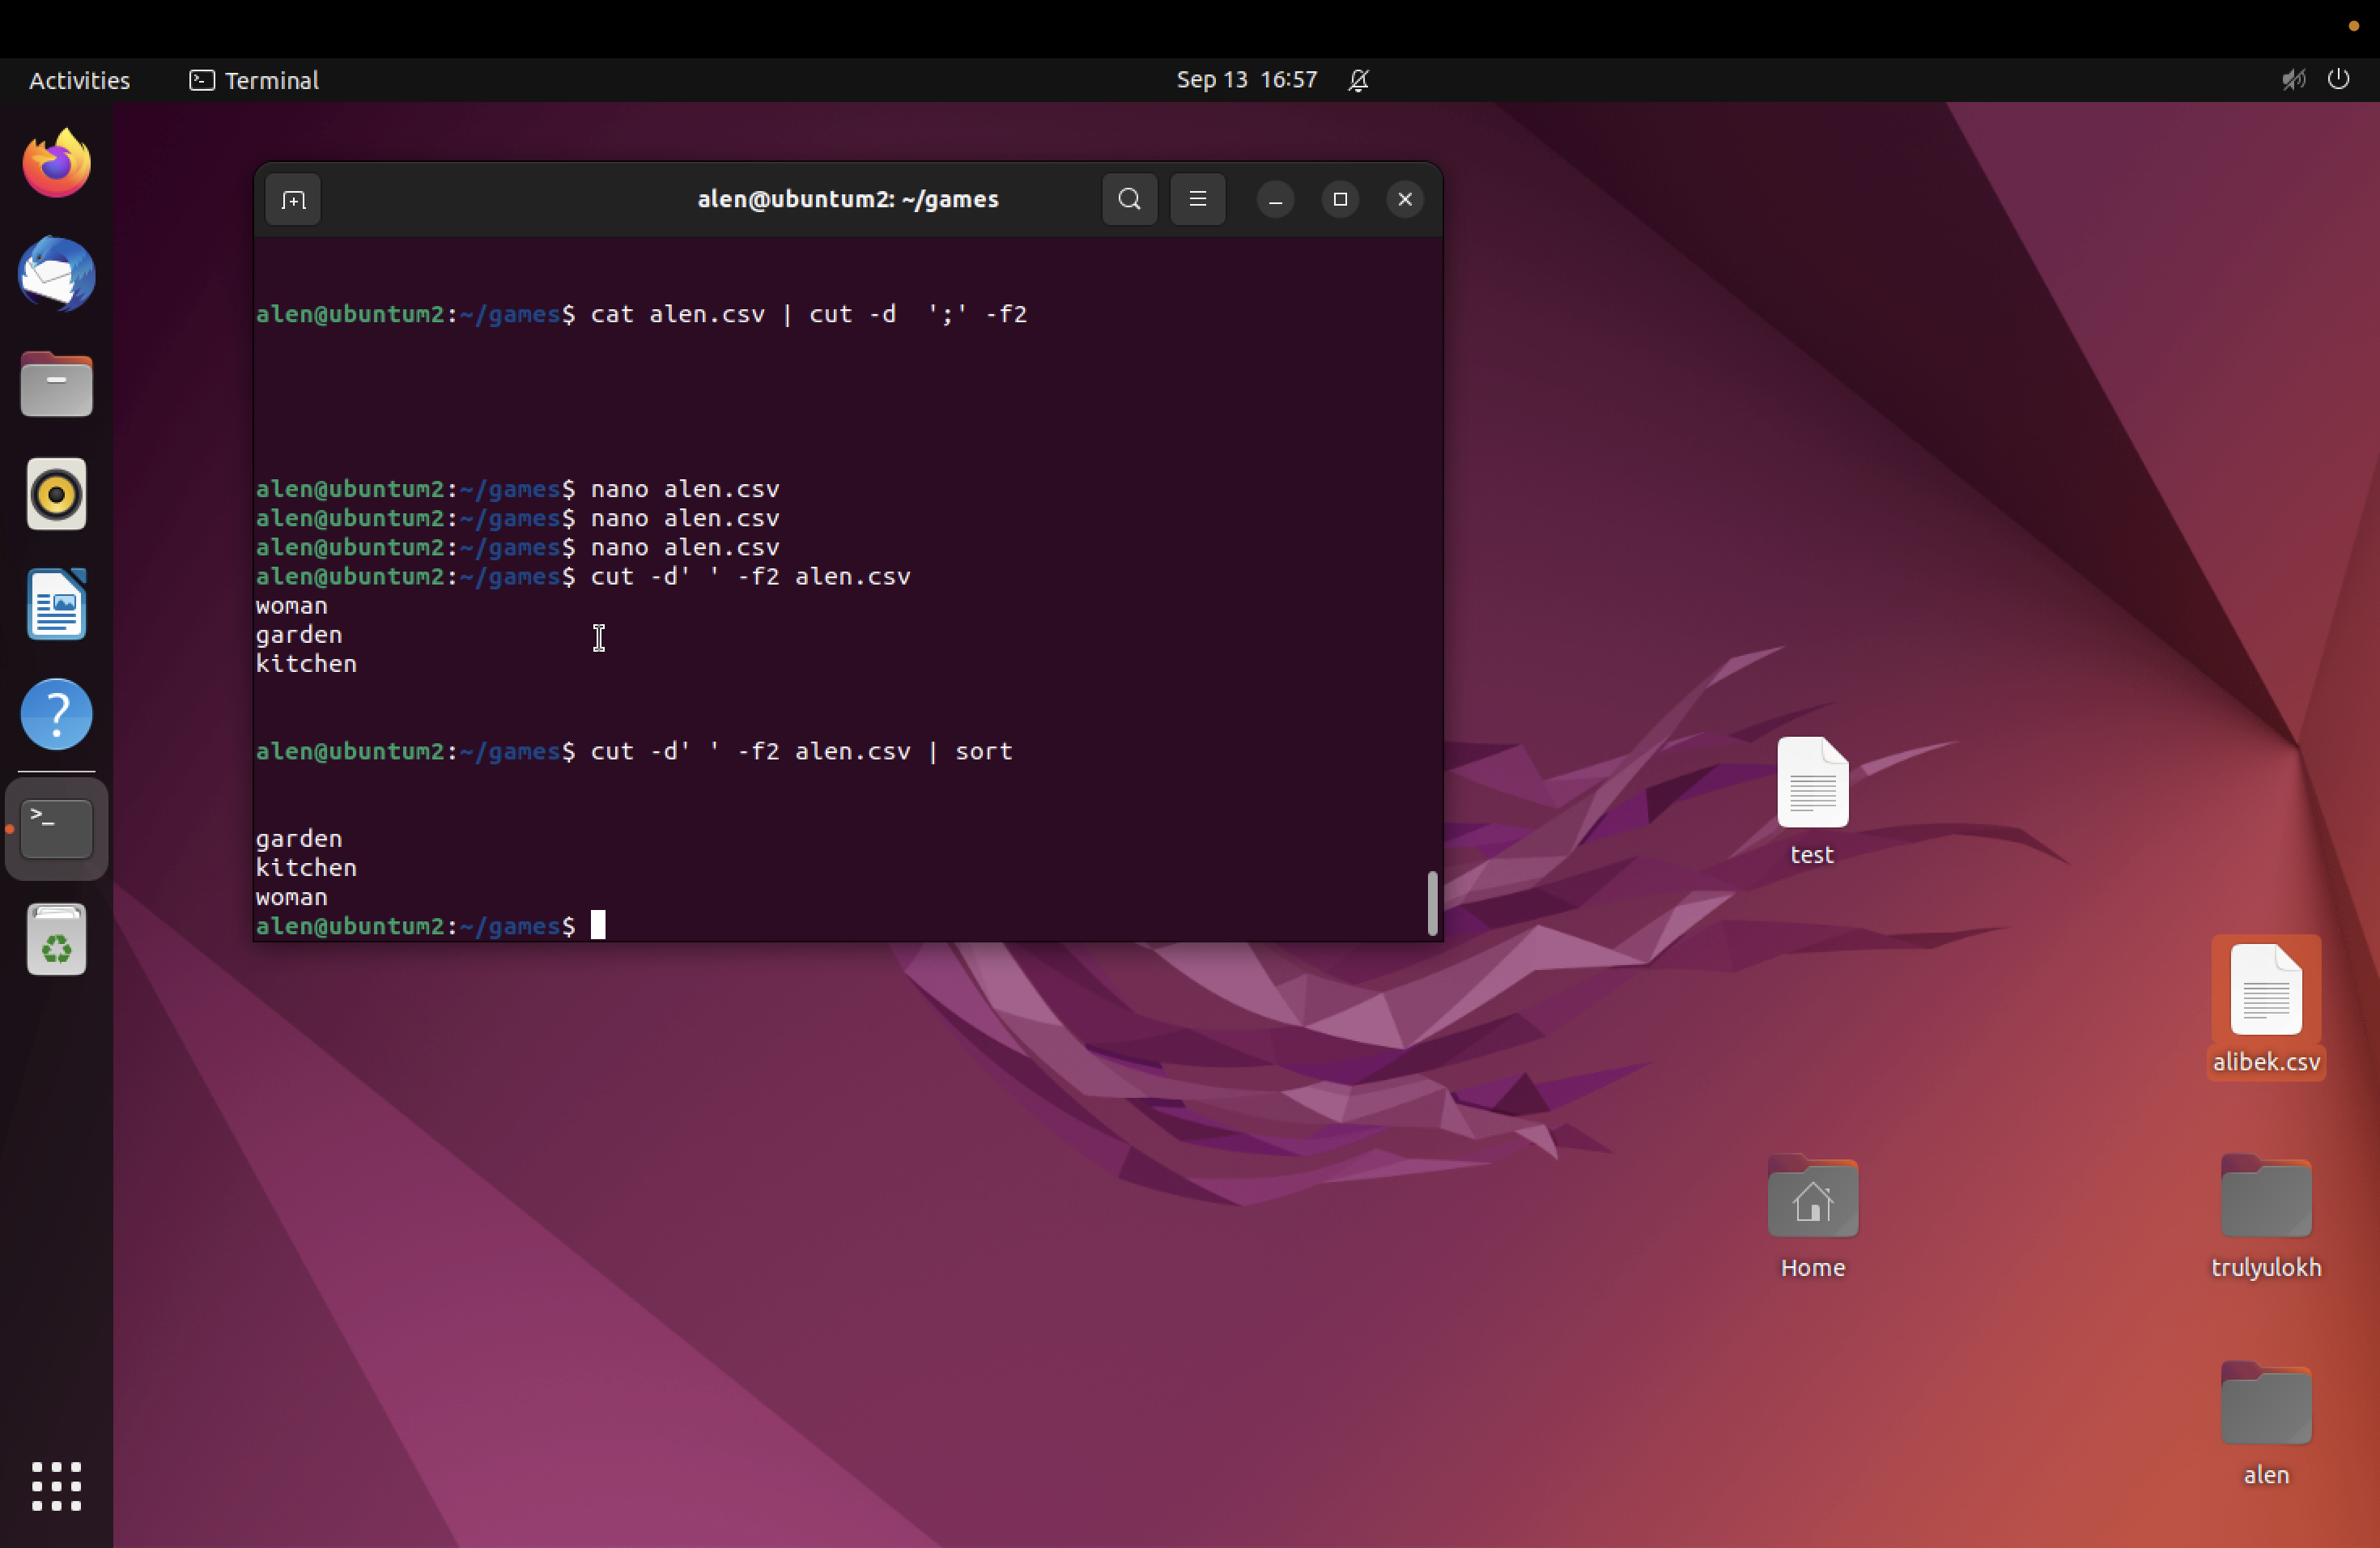 Activities
Terminal
Sep 13 16:57
alen@ubuntum2: ~/games
alen@ubuntum2:~/games$ cat alen.csv | cut -d  ';' -f2
alen@ubuntum2:~/games$ nano alen.csv
alen@ubuntum2:~/games$ nano alen.csv
alen@ubuntum2:~/games$ nano alen.csv
alen@ubuntum2:~/games$ cut -d' ' -f2 alen.csv
woman
garden
kitchen
alen@ubuntum2:~/games$ cut -d' ' -f2 alen.csv | sort
garden
kitchen
woman
alen@ubuntum2:~/games$
test
alibek.csv
Home
trulyulokh
alen